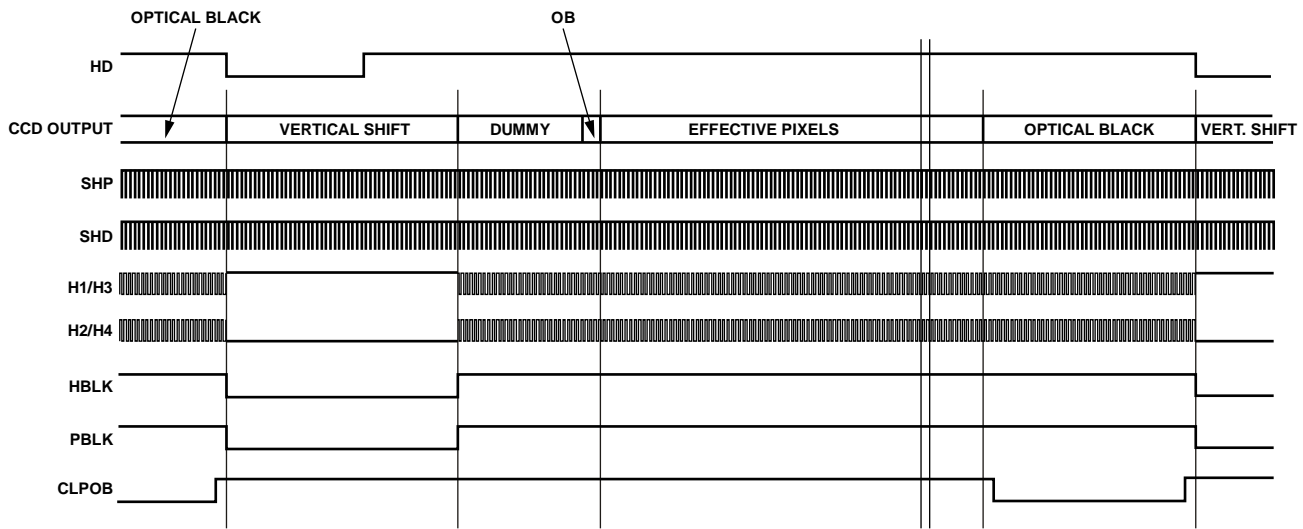 OPTICAL BLACK OB
HD
CCD OUTPUT VERTICAL SHIFT DUMMY EFFECTIVE PIXELS OPTICAL BLACK VERT. SHIFT
SHP
SHD
H1/H3
H2/H4
HBLK
PBLK
CLPOB